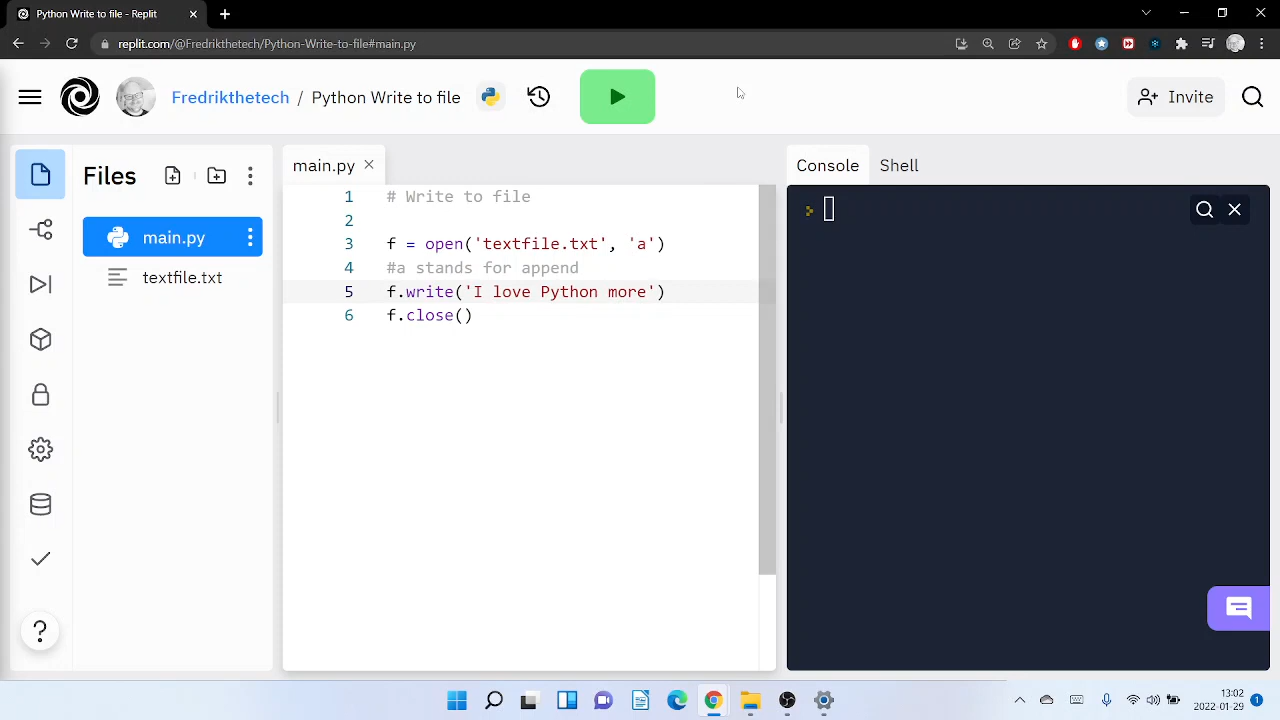 Python Write to file - Replit
replit.com/@Fredrikthetech/Python-Write-to-file#main.py
Fredrikthetech / Python Write to file
Invite
Files
main.py
textfile.txt
main.py
1 # Write to file
2
3 f = open('textfile.txt', 'a')
4 #a stands for append
5 f.write('I love Python more')
6 f.close()
Console
Shell
?
13:02
2022-01-29
1